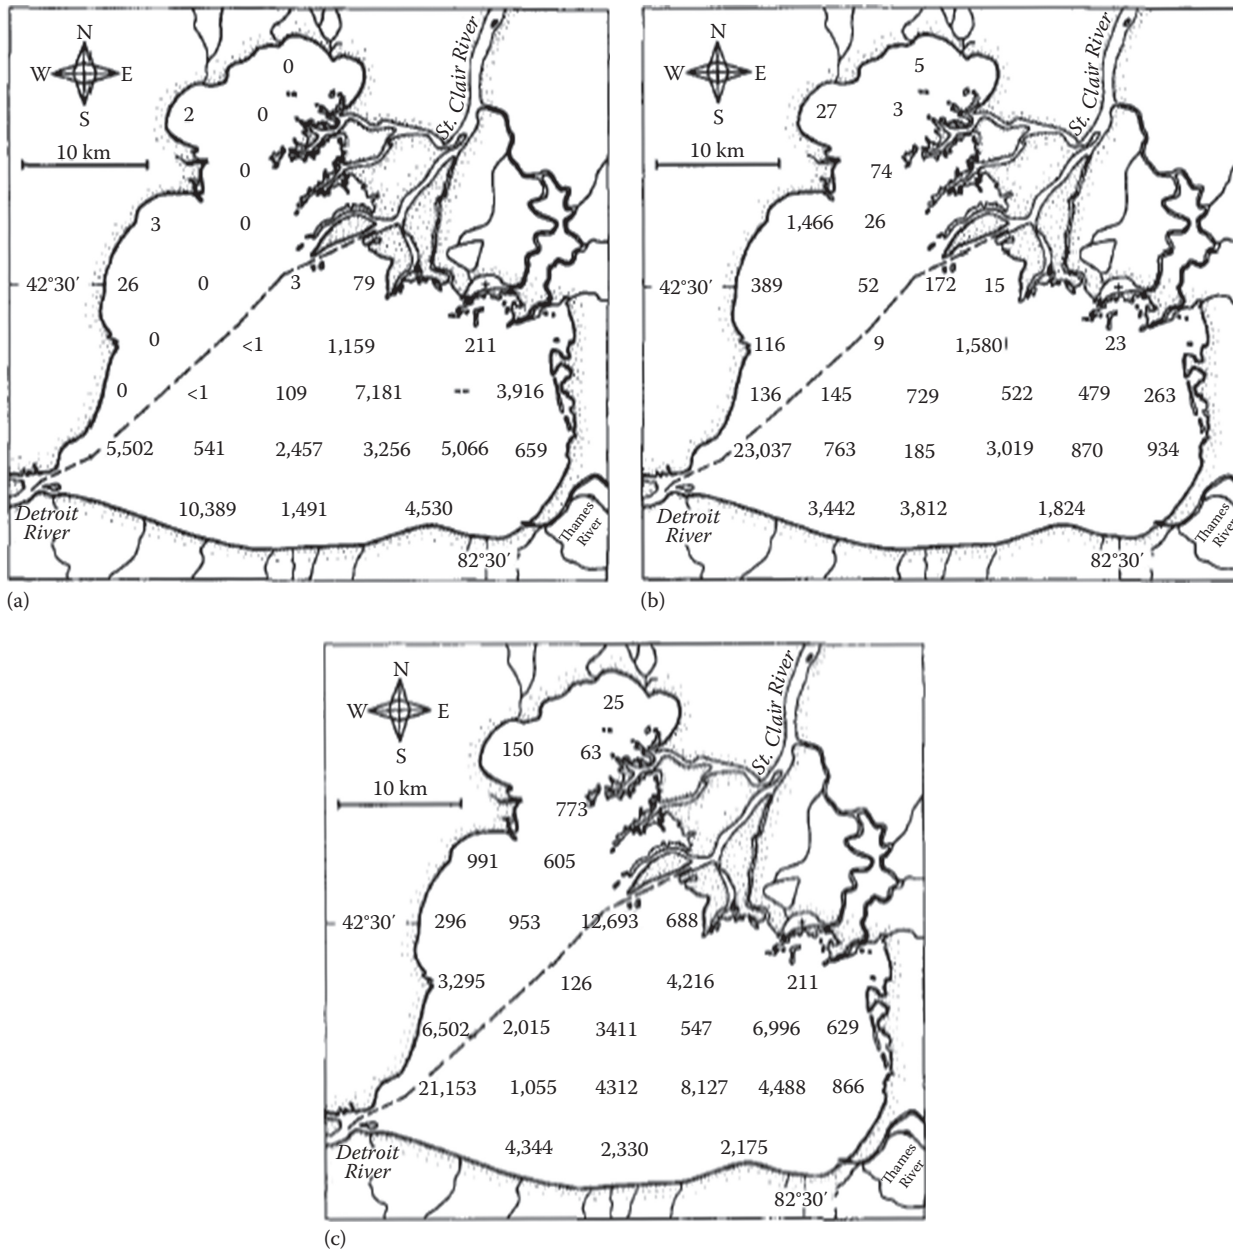 N
W E
S
10 km
St. Clair River
0
2 0
0
3 0
42°30′ 26 0 3 79
0 <1 1,159 211
0 <1 109 7,181 -- 3,916
5,502 541 2,457 3,256 5,066 659
10,389 1,491 4,530
Detroit
River
Thames
River
82°30′
(a)
N
W E
S
10 km
St. Clair River
5
27 3
74
1,466 26
42°30′ 389 52 172 15
116 9 1,580 23
136 145 729 522 479 263
23,037 763 185 3,019 870 934
3,442 3,812 1,824
Detroit
River
Thames
River
82°30′
(b)
N
W E
S
10 km
St. Clair River
25
150 63
773
991 605
42°30′ 296 953 12,693 688
3,295 126 4,216 211
6,502 2,015 3411 547 6,996 629
21,153 1,055 4312 8,127 4,488 866
4,344 2,330 2,175
Detroit
River
Thames
River
82°30′
(c)